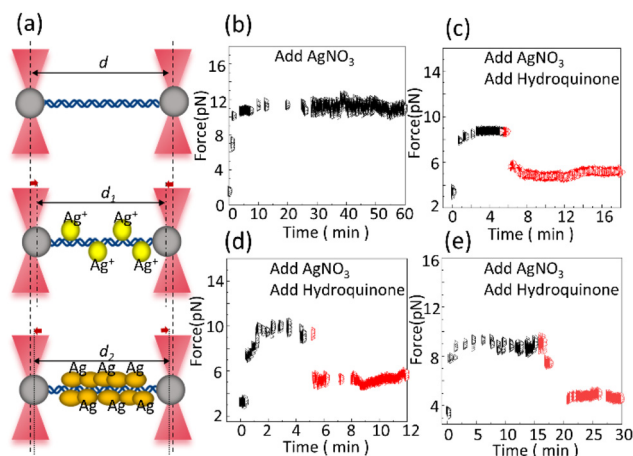 (a)
d
d₁
Ag⁺ Ag⁺
Ag⁺ Ag⁺
d₂
Ag Ag Ag
Ag Ag Ag
(b)
Add AgNO₃
Force(pN)
16
12
8
4
0
0 10 20 30 40 50 60
Time ( min )
(c)
Add AgNO₃
Add Hydroquinone
Force(pN)
14
10
6
2
0 4 8 12 16
Time ( min )
(d)
Add AgNO₃
Add Hydroquinone
Force(pN)
14
10
6
2
0 2 4 6 8 10 12
Time ( min )
(e)
Add AgNO₃
Add Hydroquinone
Force(pN)
16
12
8
4
0 5 10 15 20 25 30
Time ( min )